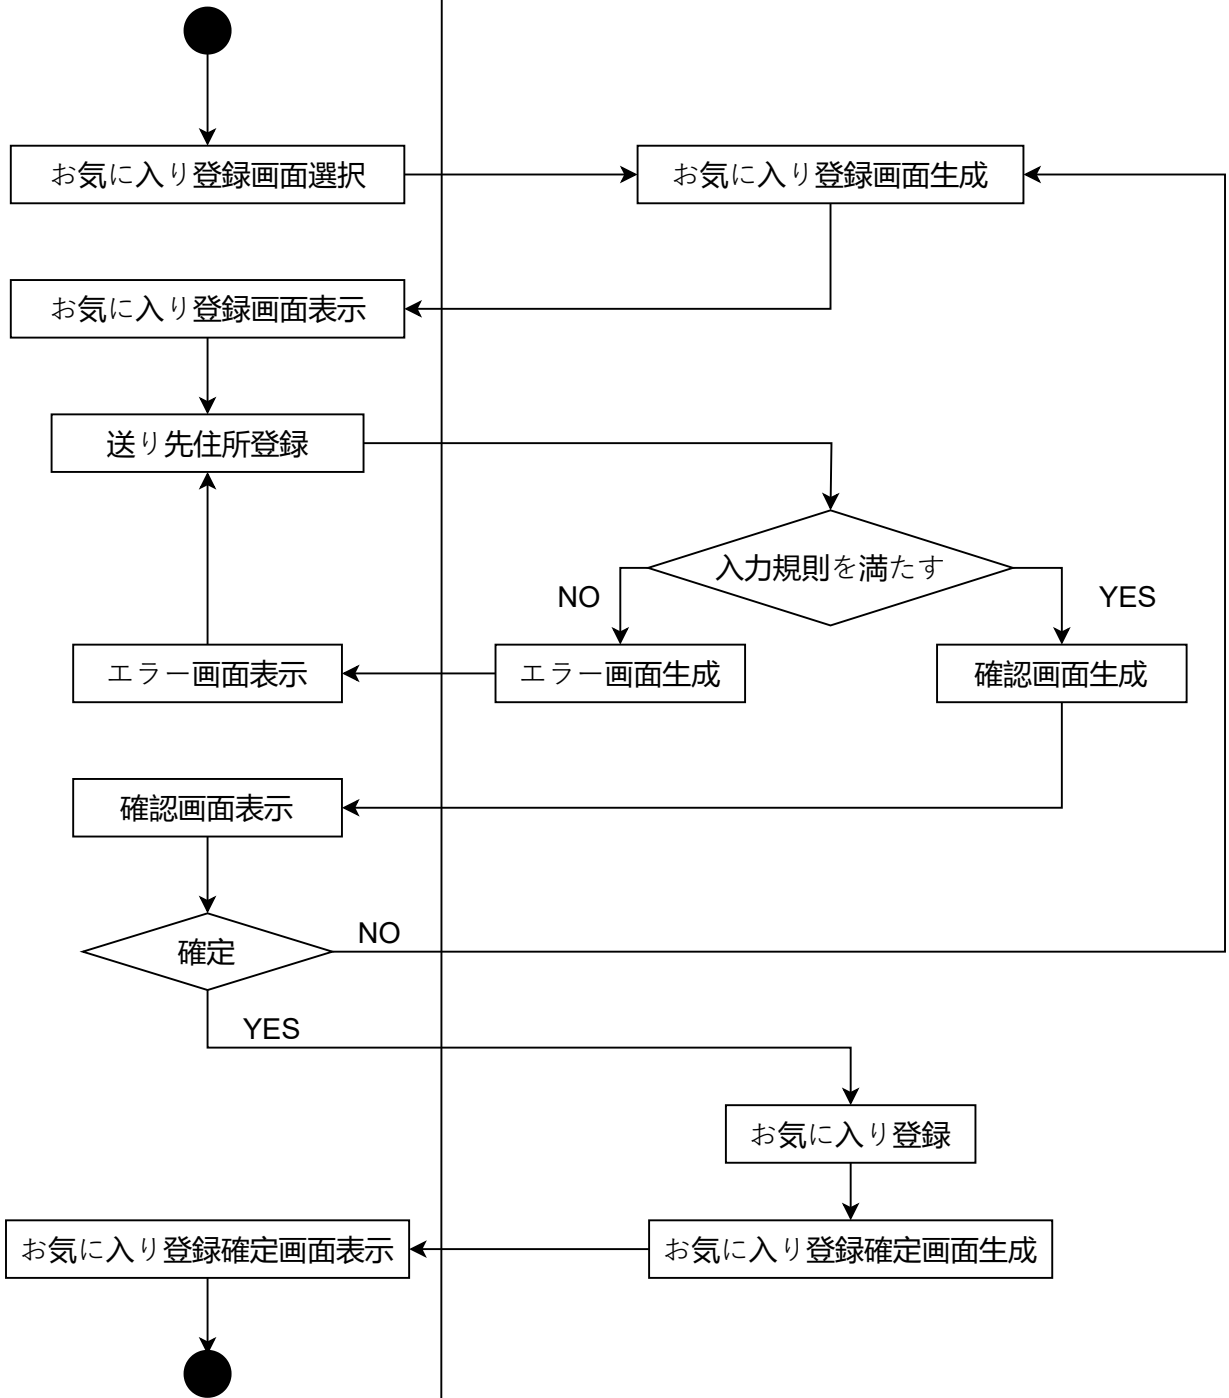 お気に入り登録画面選択
お気に入り登録画面生成
お気に入り登録画面表示
送り先住所登録
入力規則を満たす
NO
YES
エラー画面表示
エラー画面生成
確認画面生成
確認画面表示
確定
NO
YES
お気に入り登録
お気に入り登録確定画面表示
お気に入り登録確定画面生成